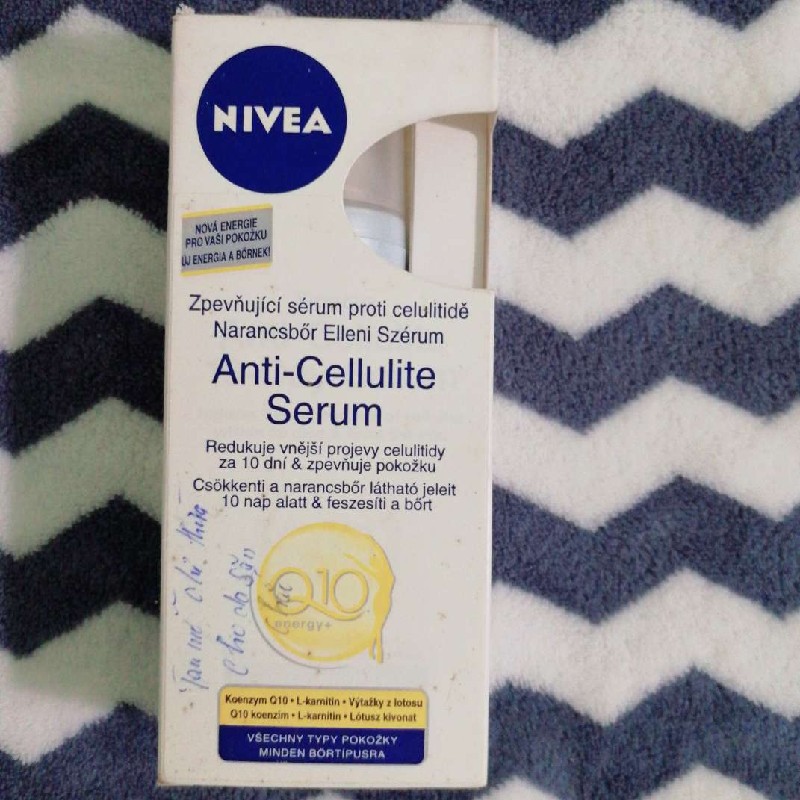 NIVEA
NOVÁ ENERGIE
PRO VAŠI POKOŽKU
ÚJ ENERGIA A BŐRNEK!
Zpevňující sérum proti celulitidě
Narancsbőr Elleni Szérum
Anti-Cellulite
Serum
Redukuje vnější projevy celulitidy
za 10 dní & zpevňuje pokožku
Csökkenti a narancsbőr látható jeleit
10 nap alatt & feszesíti a bőrt
Q10
energy+
Koenzym Q10 • L-karnitin • Výtažky z lotosu
Q10 koenzim • L-karnitin • Lótusz kivonat
VŠECHNY TYPY POKOŽKY
MINDEN BŐRTÍPUSRA